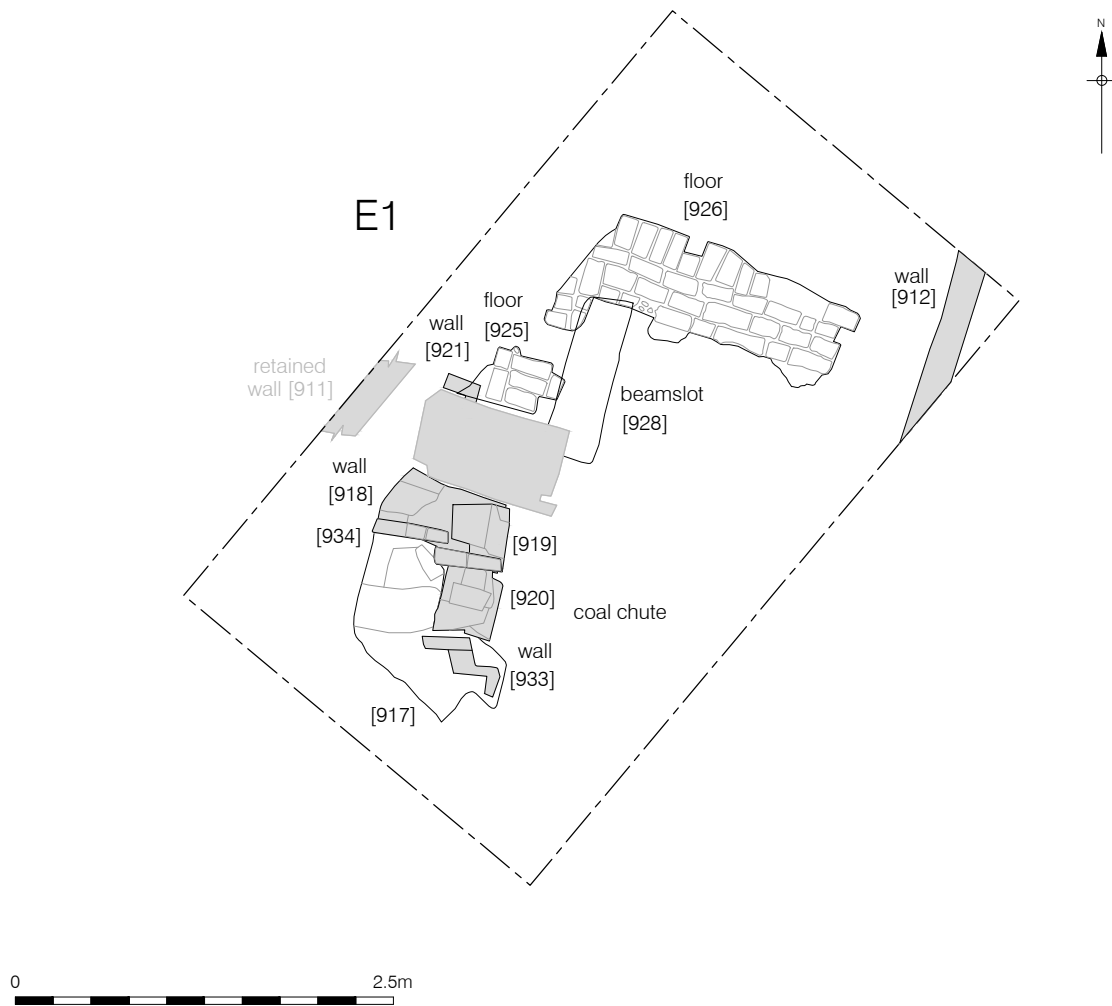 N
E1
floor
[926]
wall
[912]
floor
[925]
wall
[921]
retained
wall [911]
beamslot
[928]
wall
[918]
[934]
[919]
[920]
coal chute
wall
[933]
[917]
0
2.5m